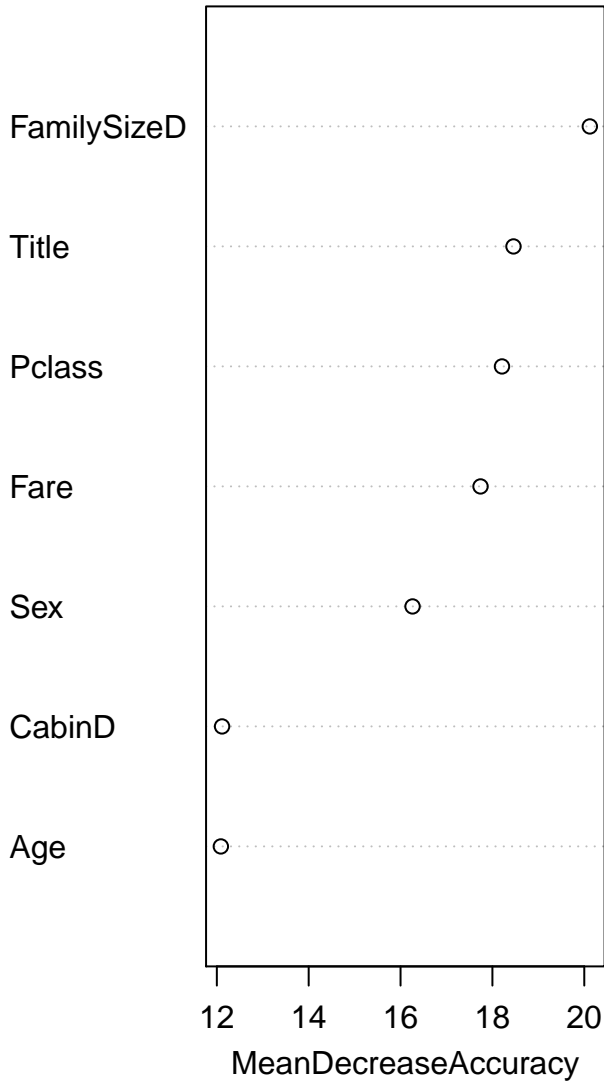 FamilySizeD
Title
Pclass
Fare
Sex
CabinD
Age
12 14 16 18 20
MeanDecreaseAccuracy